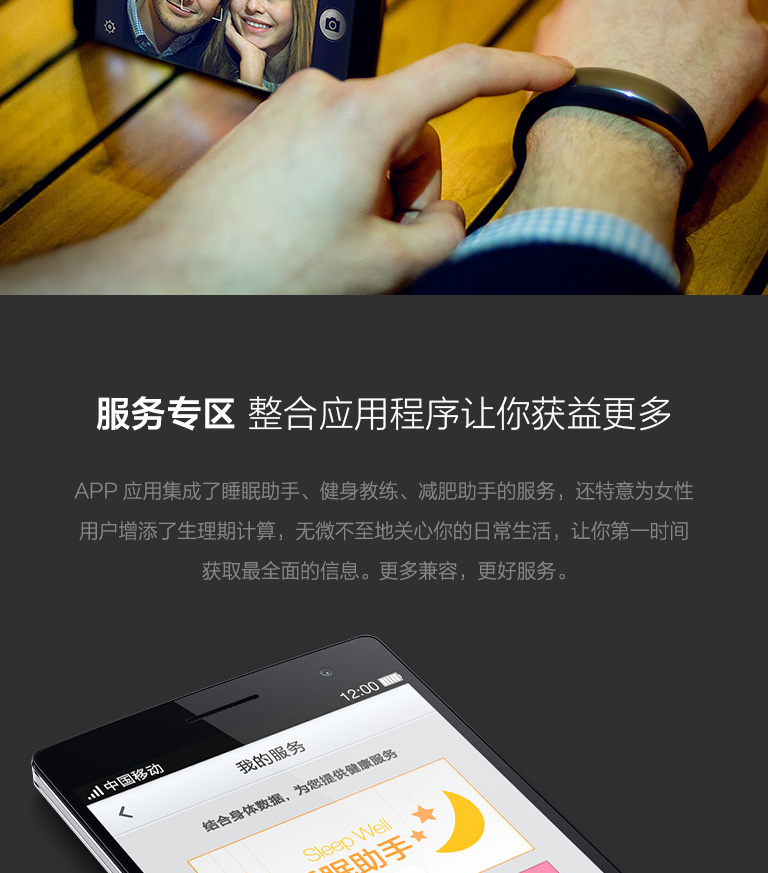 服务专区 整合应用程序让你获益更多
APP 应用集成了睡眠助手、健身教练、减肥助手的服务，还特意为女性
用户增添了生理期计算，无微不至地关心你的日常生活，让你第一时间
获取最全面的信息。更多兼容，更好服务。
中国移动
12:00
我的服务
结合身体数据，为您提供健康服务
Sleep Well
眠助手